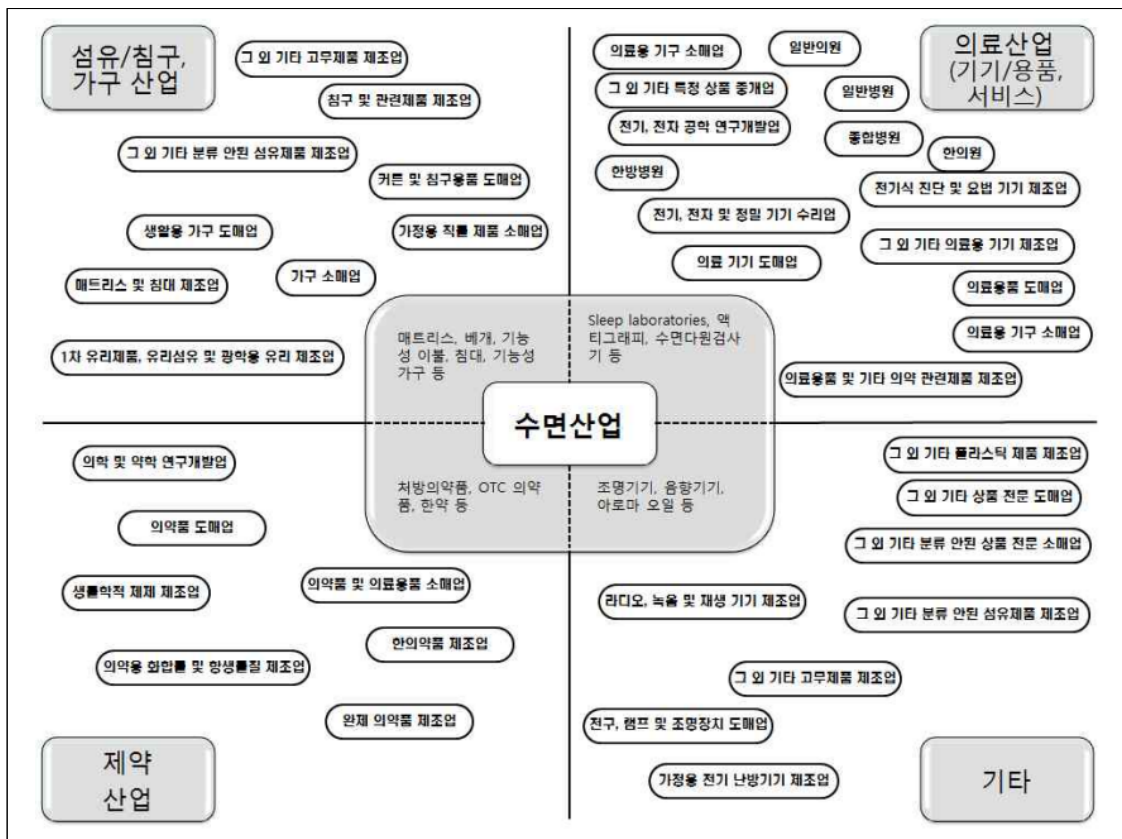 섬유/침구,
가구 산업
그 외 기타 고무제품 제조업
침구 및 관련제품 제조업
그 외 기타 분류 안된 섬유제품 제조업
커튼 및 침구용품 도매업
생활용 가구 도매업
가정용 직물 제품 소매업
가구 소매업
매트리스 및 침대 제조업
1차 유리제품, 유리섬유 및 광학용 유리 제조업
매트리스, 베개, 기능
성 이불, 침대, 기능성
가구 등
의료산업
(기기/용품,
서비스)
의료용 기구 소매업
일반의원
그 외 기타 특정 상품 중개업
일반병원
전기, 전자 공학 연구개발업
종합병원
한의원
한방병원
전기식 진단 및 요법 기기 제조업
전기, 전자 및 정밀 기기 수리업
그 외 기타 의료용 기기 제조업
의료 기기 도매업
의료용품 도매업
의료용 기구 소매업
의료용품 및 기타 의약 관련제품 제조업
Sleep laboratories, 액
티그래피, 수면다원검사
기 등
수면산업
의학 및 약학 연구개발업
의약품 도매업
생물학적 제제 제조업
의약품 및 의료용품 소매업
한의약품 제조업
의약용 화합물 및 항생물질 제조업
완제 의약품 제조업
처방의약품, OTC 의약
품, 한약 등
제약
산업
조명기기, 음향기기,
아로마 오일 등
그 외 기타 플라스틱 제품 제조업
그 외 기타 상품 전문 도매업
그 외 기타 분류 안된 상품 전문 소매업
라디오, 녹음 및 재생 기기 제조업
그 외 기타 분류 안된 섬유제품 제조업
그 외 기타 고무제품 제조업
전구, 램프 및 조명장치 도매업
가정용 전기 난방기기 제조업
기타